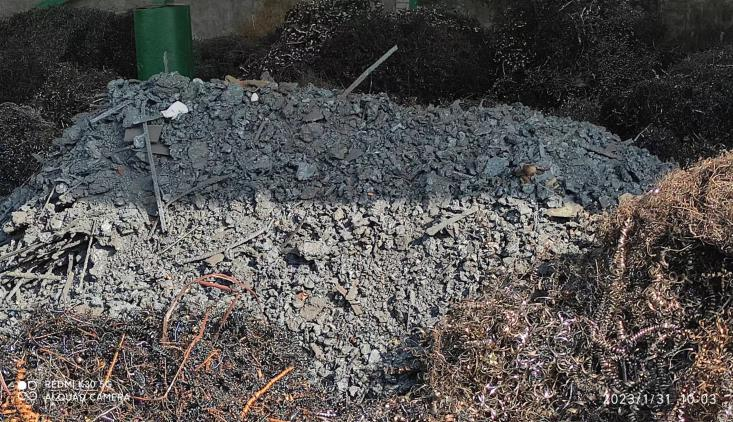 REDMI K30 5G
AI QUAD CAMERA
2023/1/31 10:03